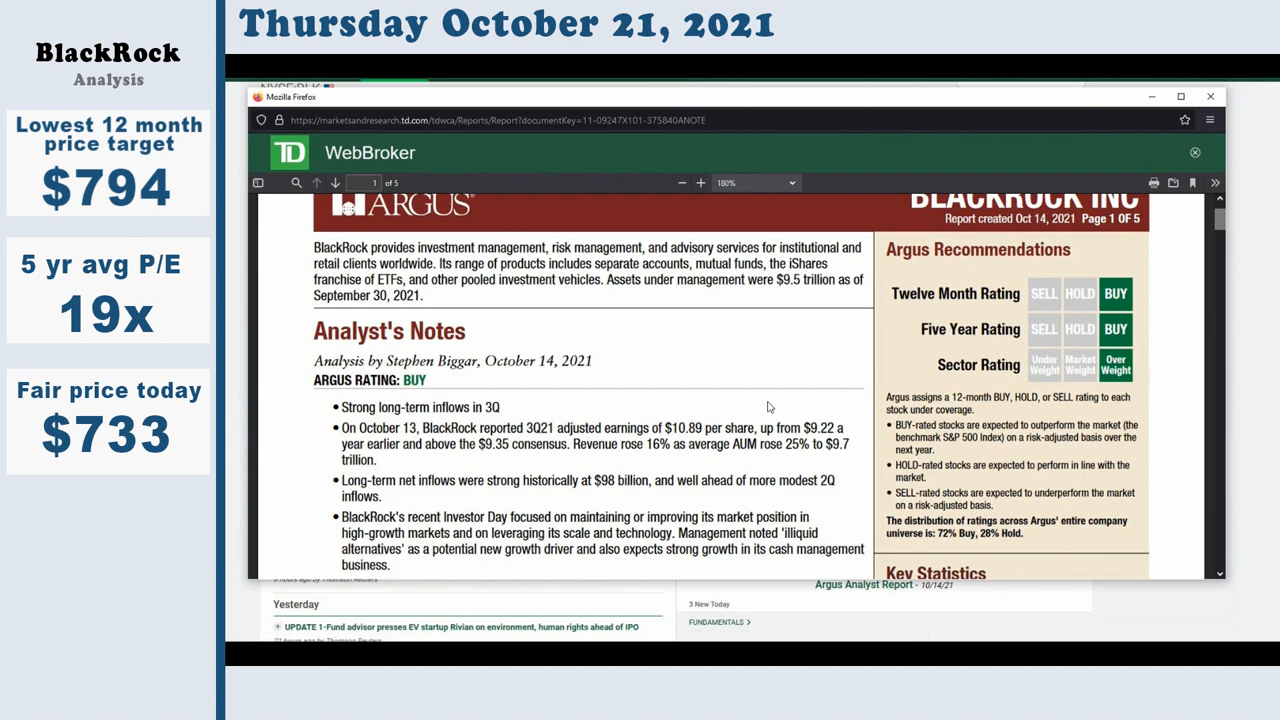 Thursday October 21, 2021
BlackRock
Analysis
Lowest 12 month
price target
$794
5 yr avg P/E
19x
Fair price today
$733
Mozilla Firefox
https://marketsandresearch.td.com/tdwca/Reports/Report?documentKey=11-09247X101-375840ANOTE
TD WebBroker
1 of 5
180%
ARGUS®
BLACKROCK INC
Report created Oct 14, 2021 Page 1 OF 5
BlackRock provides investment management, risk management, and advisory services for institutional and
retail clients worldwide. Its range of products includes separate accounts, mutual funds, the iShares
franchise of ETFs, and other pooled investment vehicles. Assets under management were $9.5 trillion as of
September 30, 2021.
Analyst's Notes
Analysis by Stephen Biggar, October 14, 2021
ARGUS RATING: BUY
• Strong long-term inflows in 3Q
• On October 13, BlackRock reported 3Q21 adjusted earnings of $10.89 per share, up from $9.22 a
year earlier and above the $9.35 consensus. Revenue rose 16% as average AUM rose 25% to $9.7
trillion.
• Long-term net inflows were strong historically at $98 billion, and well ahead of more modest 2Q
inflows.
• BlackRock's recent Investor Day focused on maintaining or improving its market position in
high-growth markets and on leveraging its scale and technology. Management noted 'illiquid
alternatives' as a potential new growth driver and also expects strong growth in its cash management
business.
Argus Recommendations
Twelve Month Rating SELL HOLD BUY
Five Year Rating SELL HOLD BUY
Sector Rating Under Weight Market Weight Over Weight
Argus assigns a 12-month BUY, HOLD, or SELL rating to each
stock under coverage.
• BUY-rated stocks are expected to outperform the market (the
benchmark S&P 500 Index) on a risk-adjusted basis over the
next year.
• HOLD-rated stocks are expected to perform in line with the
market.
• SELL-rated stocks are expected to underperform the market
on a risk-adjusted basis.
The distribution of ratings across Argus' entire company
universe is: 72% Buy, 28% Hold.
Key Statistics
Yesterday
+ UPDATE 1-Fund advisor presses EV startup Rivian on environment, human rights ahead of IPO
Argus Analyst Report - 10/14/21
3 New Today
FUNDAMENTALS >